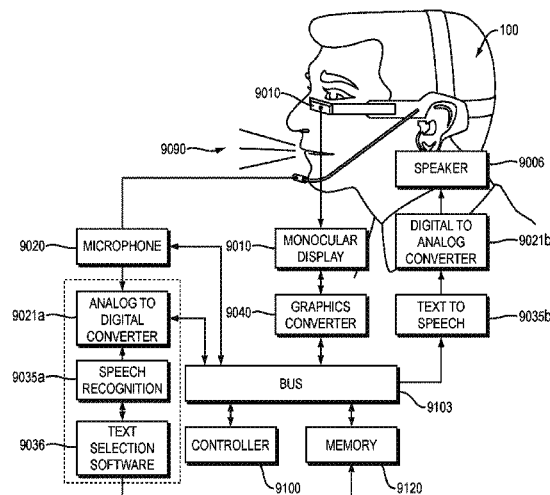 100
9010
9090
SPEAKER
9006
9020
MICROPHONE
9010
MONOCULAR
DISPLAY
DIGITAL TO
ANALOG
CONVERTER
9021b
9021a
ANALOG TO
DIGITAL
CONVERTER
9040
GRAPHICS
CONVERTER
TEXT TO
SPEECH
9035b
9035a
SPEECH
RECOGNITION
BUS
9103
9036
TEXT
SELECTION
SOFTWARE
CONTROLLER
MEMORY
9100
9120